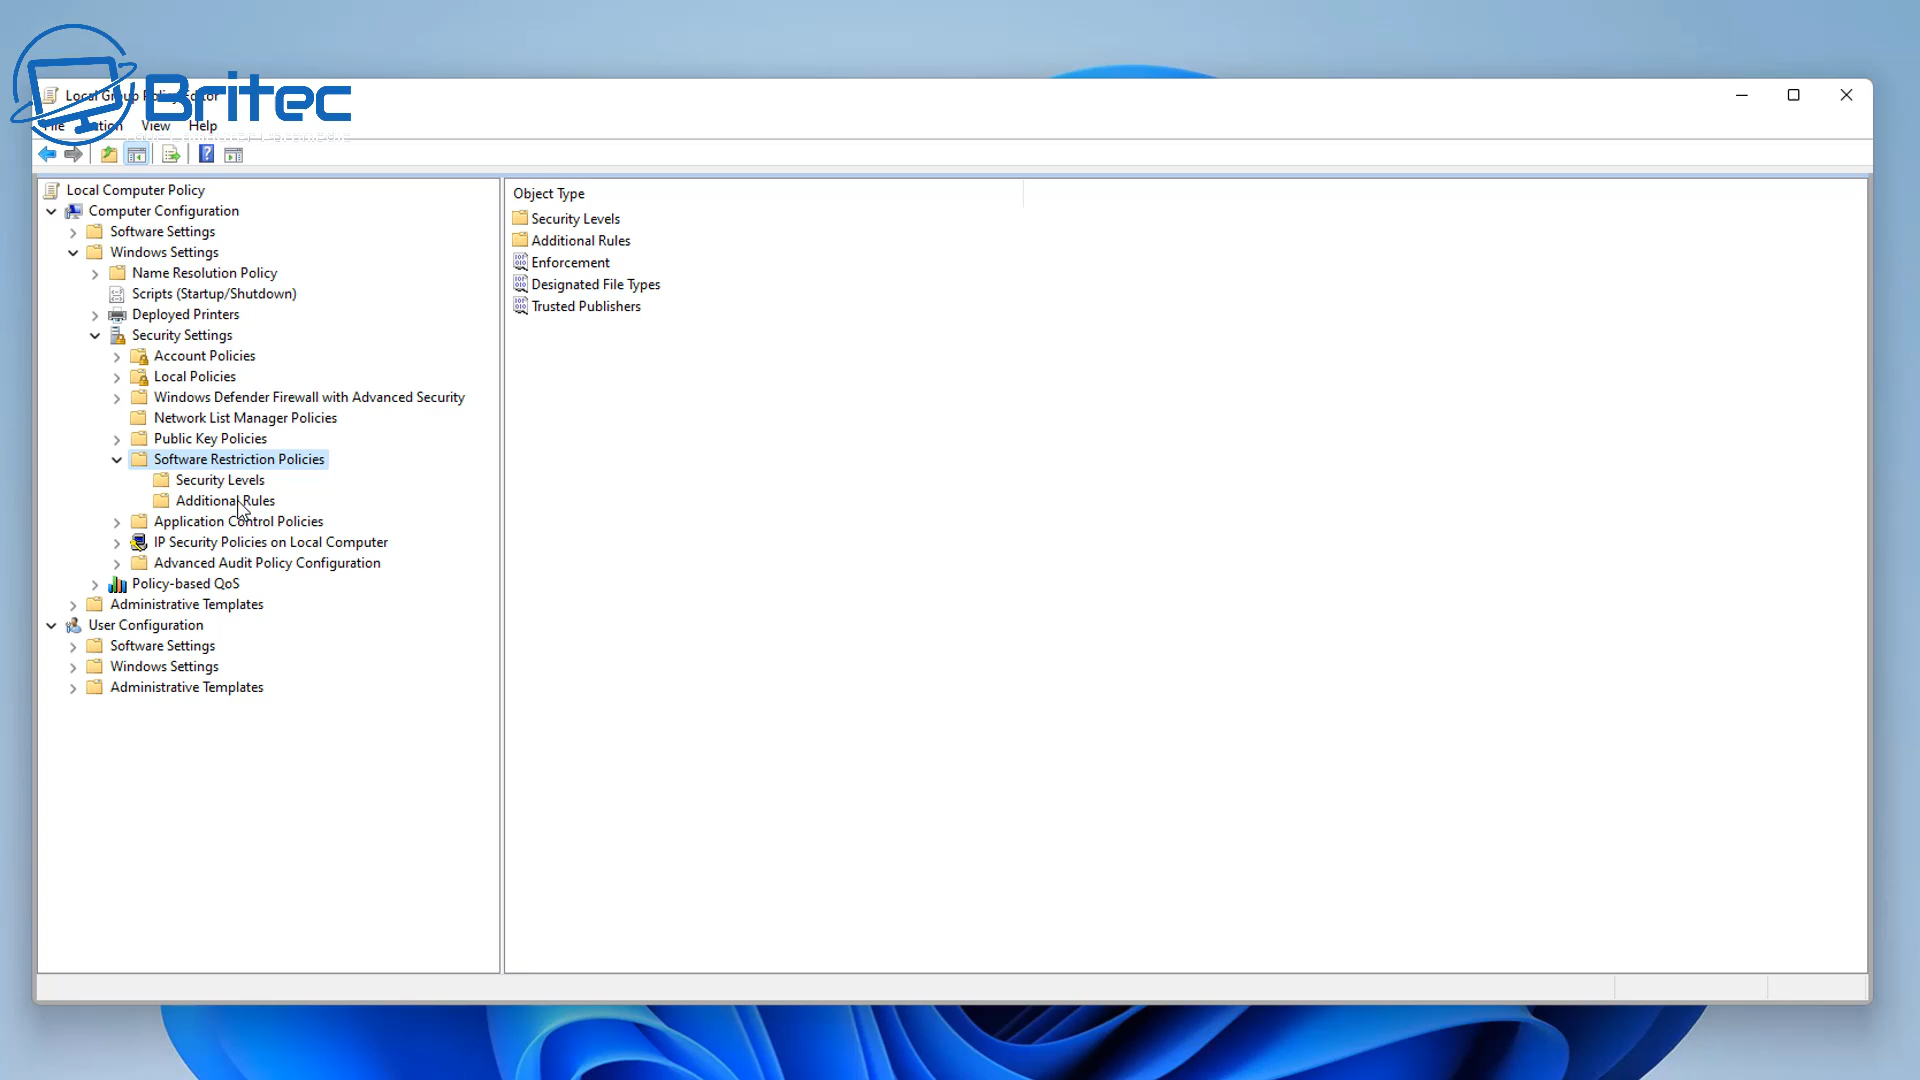 Britec
View Help
Local Computer Policy
Computer Configuration
Software Settings
Windows Settings
Name Resolution Policy
Scripts (Startup/Shutdown)
Deployed Printers
Security Settings
Account Policies
Local Policies
Windows Defender Firewall with Advanced Security
Network List Manager Policies
Public Key Policies
Software Restriction Policies
Security Levels
Additional Rules
Application Control Policies
IP Security Policies on Local Computer
Advanced Audit Policy Configuration
Policy-based QoS
Administrative Templates
User Configuration
Software Settings
Windows Settings
Administrative Templates
Object Type
Security Levels
Additional Rules
Enforcement
Designated File Types
Trusted Publishers